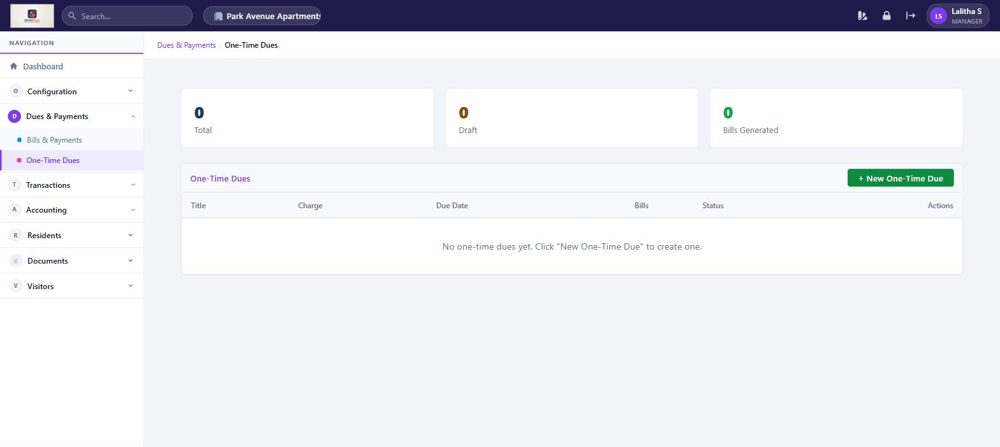 SmartAppt
Search...
Park Avenue Apartments
LS
Lalitha S
MANAGER
NAVIGATION
Dashboard
Configuration
D
Dues & Payments
Bills & Payments
One-Time Dues
T
Transactions
A
Accounting
R
Residents
Documents
V
Visitors
Dues & Payments
One-Time Dues
0
Total
0
Draft
0
Bills Generated
One-Time Dues
+ New One-Time Due
Title Charge Due Date Bills Status Actions
No one-time dues yet. Click "New One-Time Due" to create one.